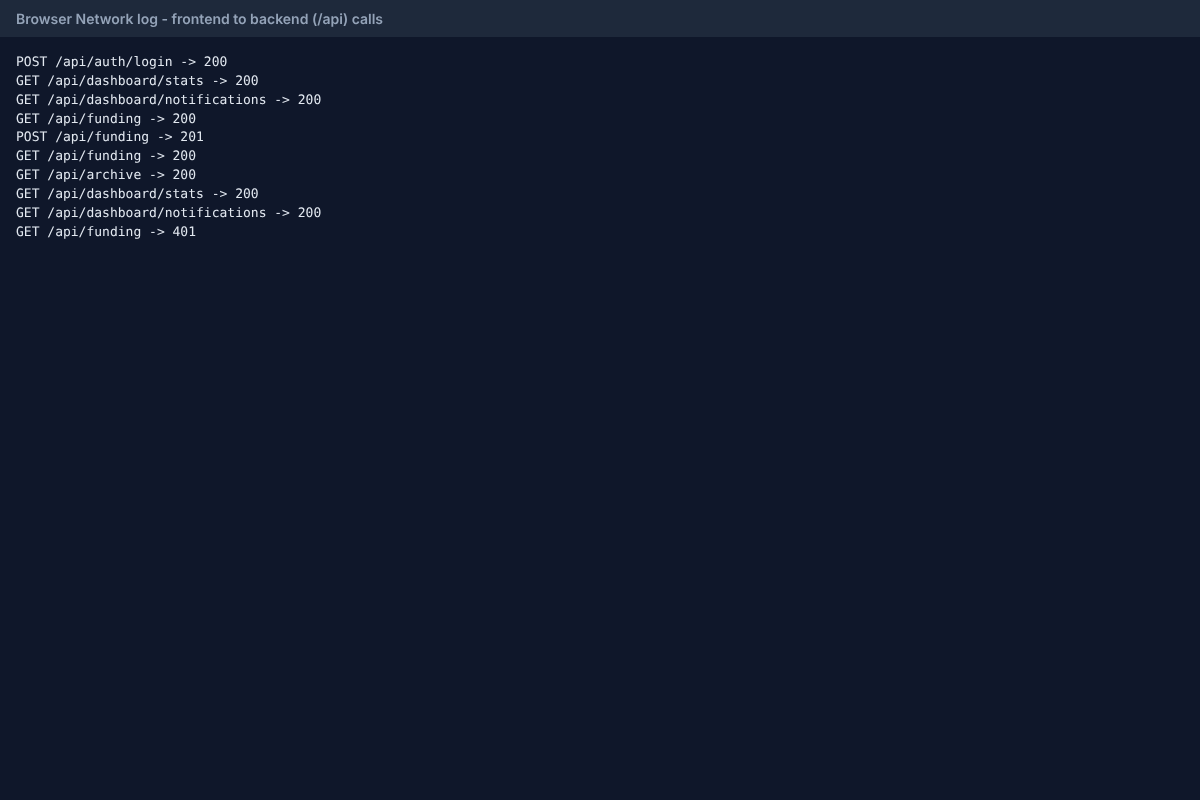 Browser Network log - frontend to backend (/api) calls
POST /api/auth/login -> 200
GET /api/dashboard/stats -> 200
GET /api/dashboard/notifications -> 200
GET /api/funding -> 200
POST /api/funding -> 201
GET /api/funding -> 200
GET /api/archive -> 200
GET /api/dashboard/stats -> 200
GET /api/dashboard/notifications -> 200
GET /api/funding -> 401